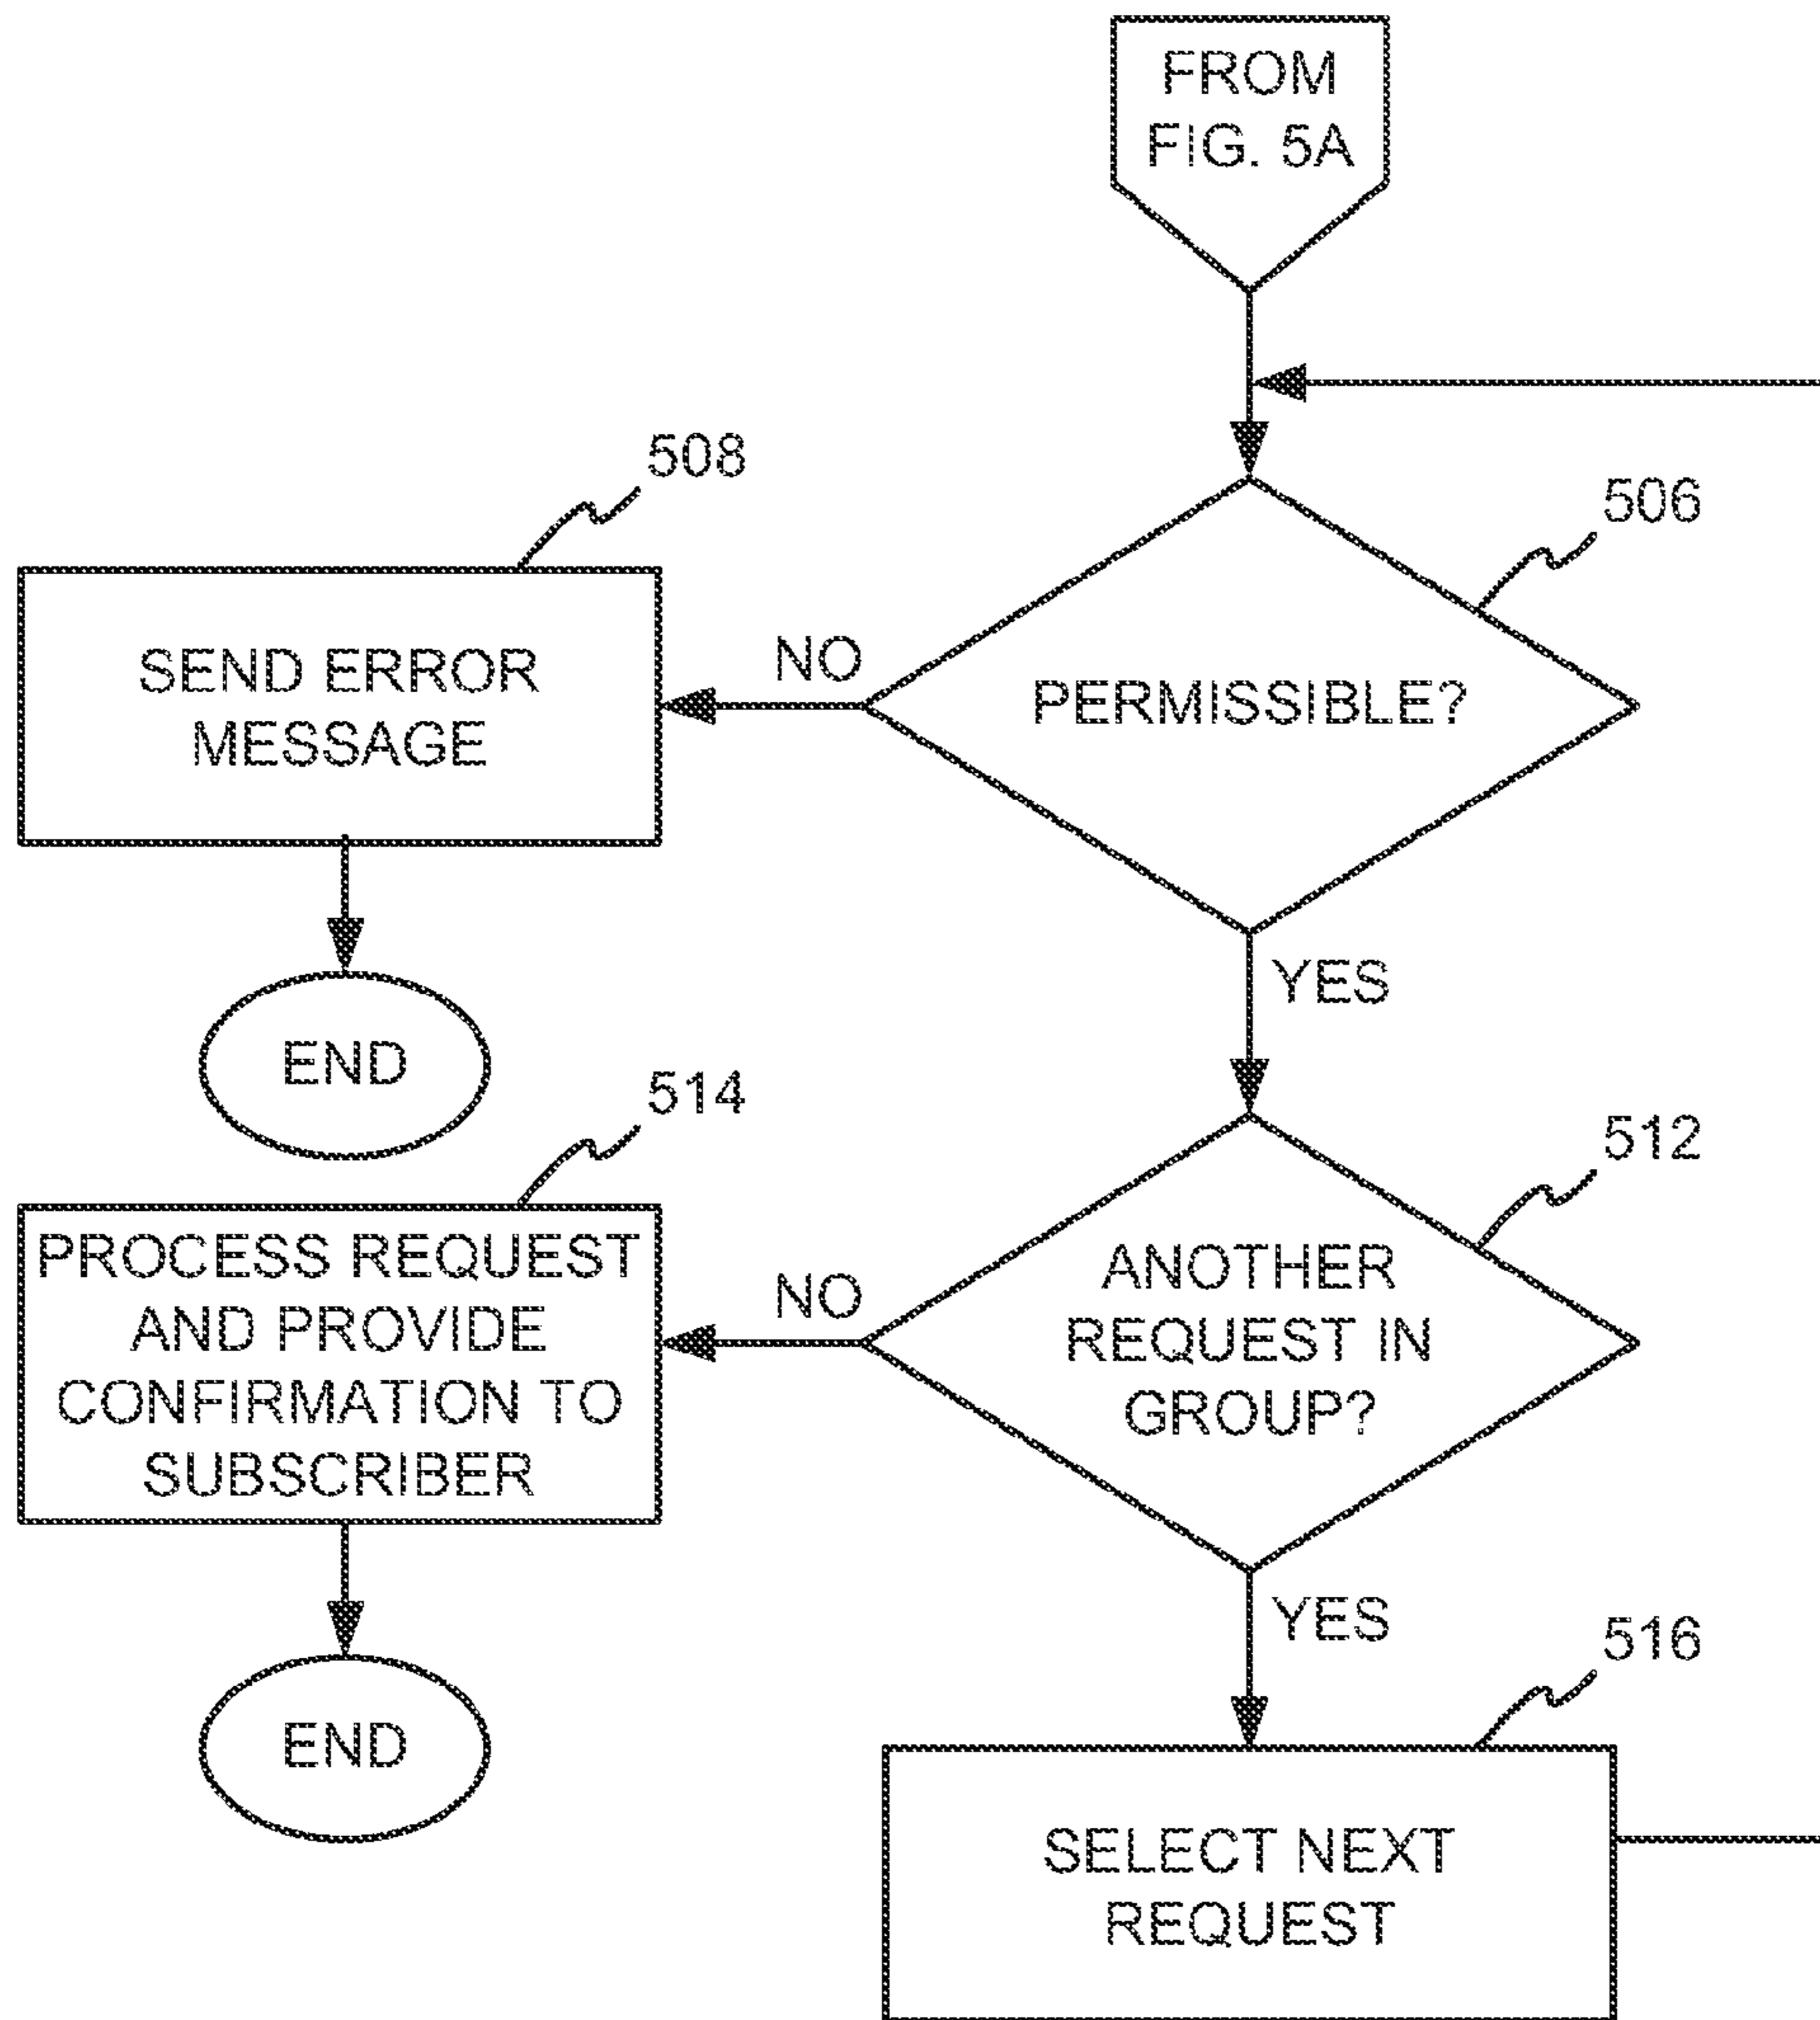 FROM
FIG. 5A
508
506
SEND ERROR
MESSAGE
NO
PERMISSIBLE?
YES
END
514
512
PROCESS REQUEST
AND PROVIDE
CONFIRMATION TO
SUBSCRIBER
NO
ANOTHER
REQUEST IN
GROUP?
YES
516
END
SELECT NEXT
REQUEST